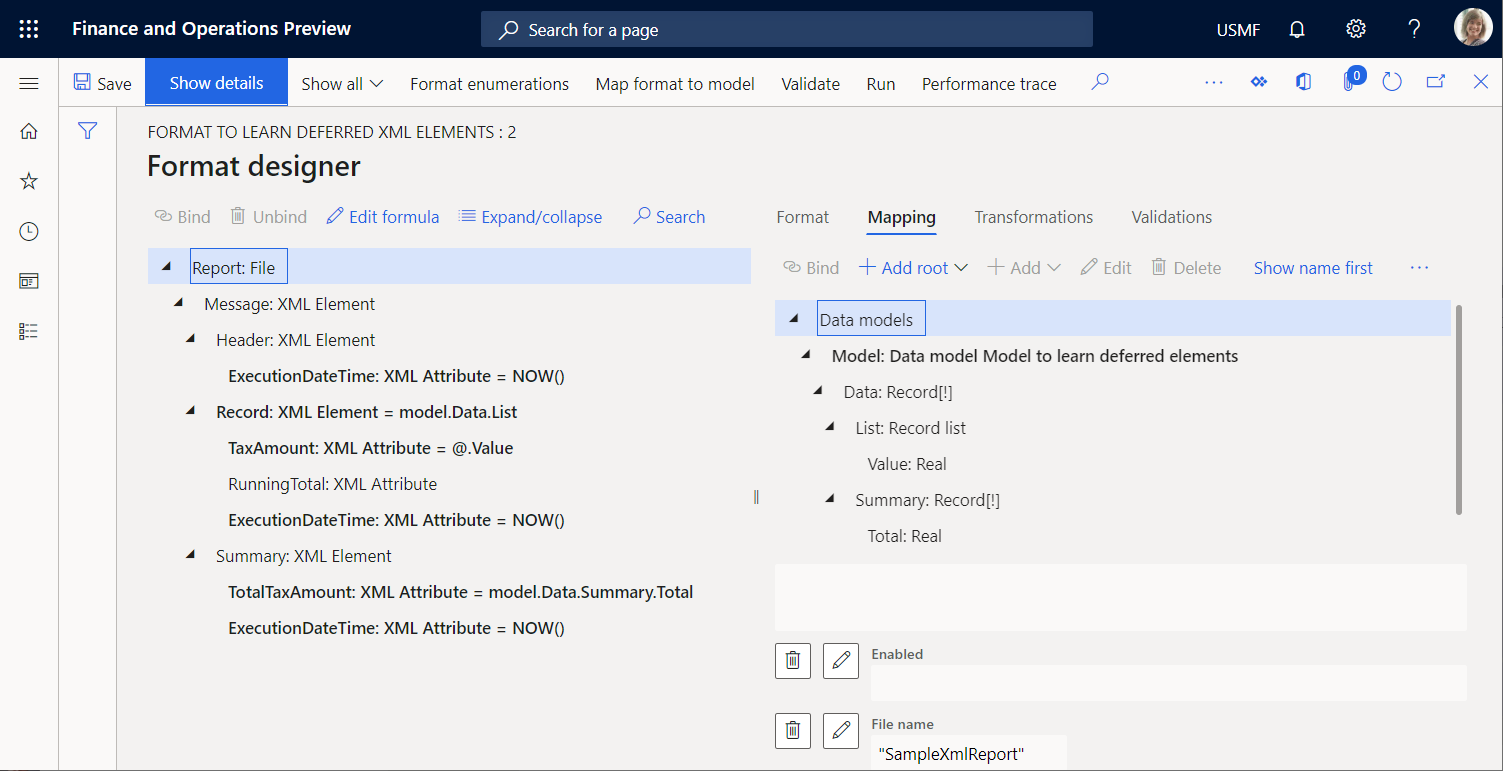 Finance and Operations Preview
Search for a page
USMF
Save
Show details
Show all
Format enumerations
Map format to model
Validate
Run
Performance trace
0
FORMAT TO LEARN DEFERRED XML ELEMENTS : 2
Format designer
Bind
Unbind
Edit formula
Expand/collapse
Search
Report: File
Message: XML Element
Header: XML Element
ExecutionDateTime: XML Attribute = NOW()
Record: XML Element = model.Data.List
TaxAmount: XML Attribute = @.Value
RunningTotal: XML Attribute
ExecutionDateTime: XML Attribute = NOW()
Summary: XML Element
TotalTaxAmount: XML Attribute = model.Data.Summary.Total
ExecutionDateTime: XML Attribute = NOW()
Format
Mapping
Transformations
Validations
Bind
Add root
Add
Edit
Delete
Show name first
Data models
Model: Data model Model to learn deferred elements
Data: Record[!]
List: Record list
Value: Real
Summary: Record[!]
Total: Real
Enabled
File name
"SampleXmlReport"